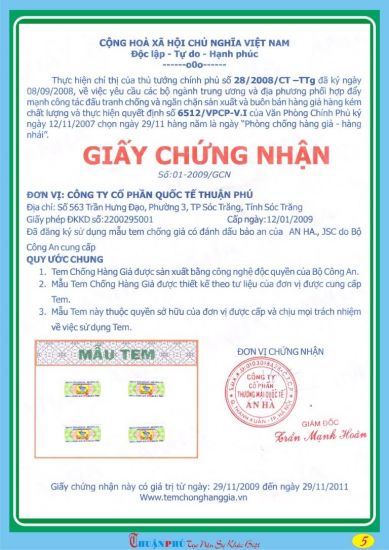 CỘNG HOÀ XÃ HỘI CHỦ NGHĨA VIỆT NAM
Độc lập - Tự do - Hạnh phúc
------o0o------
Thực hiện chỉ thị của thủ tướng chính phủ số 28/2008/CT –TTg đã ký ngày
08/09/2008, về việc yêu cầu các bộ ngành trung ương và địa phương phối hợp đẩy
mạnh công tác đấu tranh chống và ngăn chặn sản xuất và buôn bán hàng giả hàng kém
chất lượng và thực hiện quyết định số 6512/VPCP-V.I của Văn Phòng Chính Phủ ký
ngày 12/11/2007 chọn ngày 29/11 hàng năm là ngày "Phòng chống hàng giả - hàng
nhái".
GIẤY CHỨNG NHẬN
Số:01-2009/GCN
ĐƠN VỊ: CÔNG TY CỔ PHẦN QUỐC TẾ THUẬN PHÚ
Địa chỉ: Số 563 Trần Hưng Đạo, Phường 3, TP Sóc Trăng, Tính Sóc Trăng
Giấy phép ĐKKD số:2200295001 Cấp ngày:12/01/2009
Đã đăng ký sử dụng mẫu tem chống giả có đánh dấu bảo an của AN HA., JSC do Bộ
Công An cung cấp
QUY ƯỚC CHUNG
1. Tem Chống Hàng Giả được sản xuất bằng công nghệ độc quyền của Bộ Công An.
2. Mẫu Tem Chống Hàng Giả được thiết kế theo tư liệu của đơn vị được cung cấp
Tem.
3. Mẫu Tem này thuộc quyền sở hữu của đơn vị được cấp và chịu mọi trách nhiệm
về việc sử dụng Tem.
MẪU TEM
ĐƠN VỊ CHỨNG NHẬN
CÔNG TY
CỔ PHẦN
THƯƠNG MẠI QUỐC TẾ
AN HÀ
GIÁM ĐỐC
Trần Mạnh Hoàn
Giấy chứng nhận này có giá trị từ ngày: 29/11/2009 đến ngày 29/11/2011
Www.temchonghanggia.vn
THUẬN PHÚ Tạo Nên Sự Khác Biệt
5